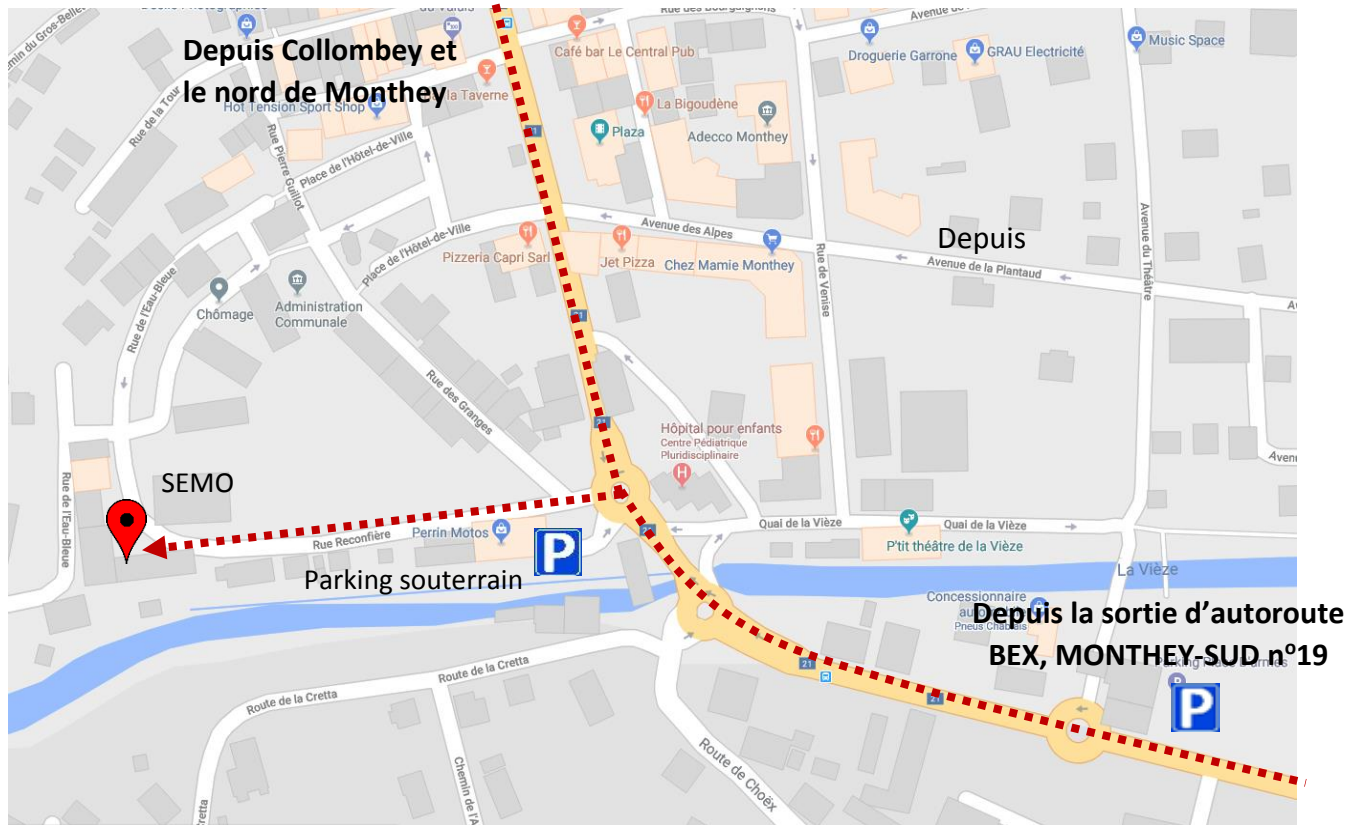 Rue des Bourguignons
Depuis Collombey et
le nord de Monthey
Café bar Le Central Pub
la Taverne
Hot Tension Sport Shop
Droguerie Garrone
GRAU Electricité
Music Space
La Bigoudène
Plaza
Adecco Monthey
21
Rue de la Tour
Rue Pierre Guillot
Place de l'Hôtel-de-Ville
Place de l'Hôtel-de-Ville
Avenue des Alpes
Pizzeria Capri Sarl
Jet Pizza
Chez Mamie Monthey
Depuis
Avenue de la Plantaud
Avenue du Théâtre
Rue de Venise
Rue de l'Eau-Bleue
Chômage
Administration
Communale
21
Rue des Granges
21
Hôpital pour enfants
Centre Pédiatrique
Pluridisciplinaire
H
SEMO
Rue de l'Eau-Bleue
Rue Reconfière
Perrin Motos
P
Parking souterrain
21
Quai de la Vièze
Quai de la Vièze
P'tit théâtre de la Vièze
La Vièze
Concessionnaire
Pneus Chablais
Depuis la sortie d'autoroute
BEX, MONTHEY-SUD nº19
P
21
21
Route de la Cretta
Route de la Cretta
Route de Choëx